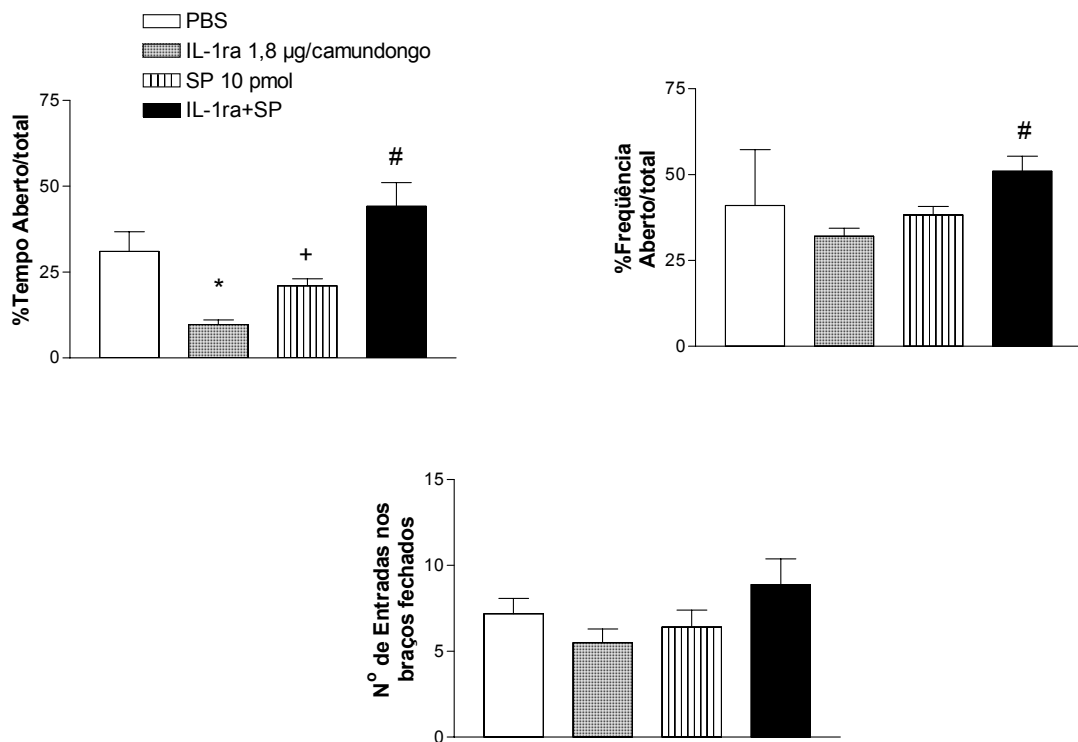 PBS
IL-1ra 1,8 µg/camundongo
SP 10 pmol
IL-1ra+SP
%Tempo Aberto/total
75
50
25
0
*
+
#
%Freqüência
Aberto/total
75
50
25
0
#
Nº de Entradas nos
braços fechados
15
10
5
0